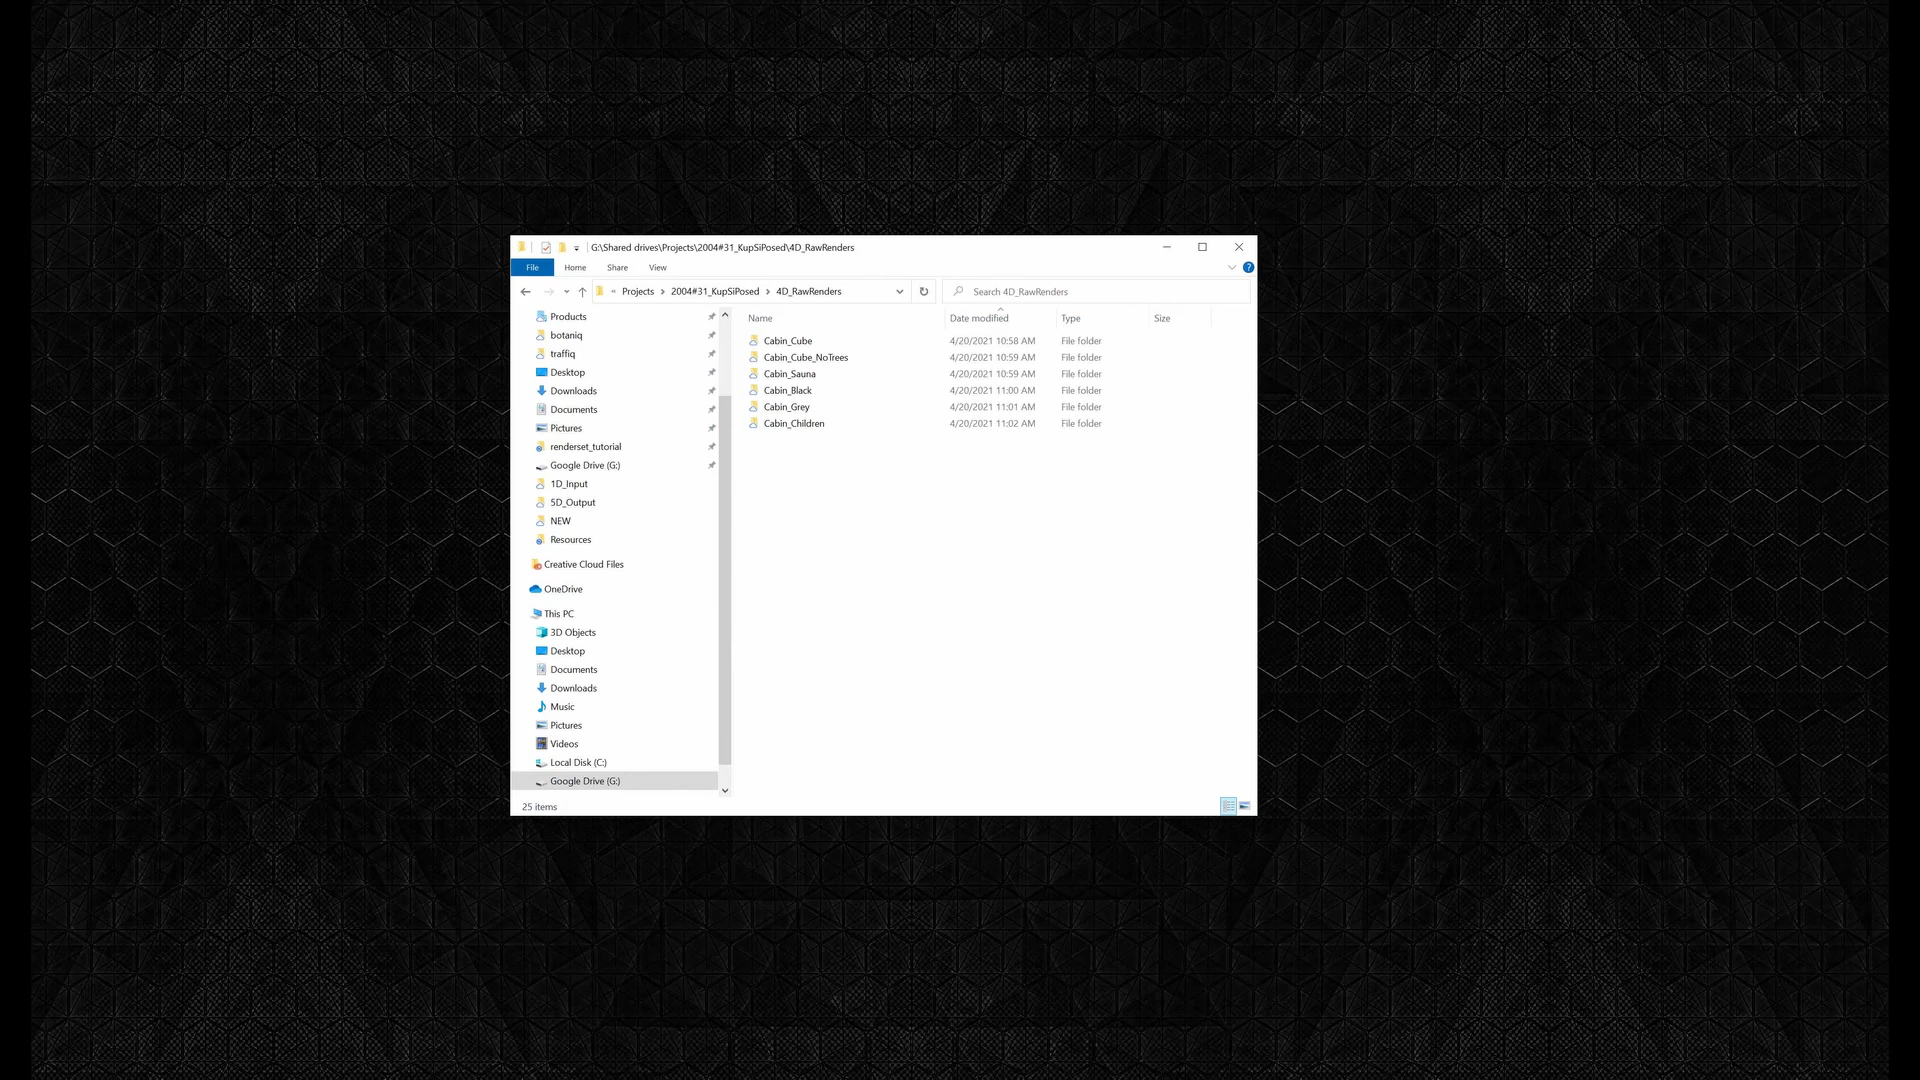 G:\Shared drives\Projects\2004#31_KupSiPosed\4D_RawRenders
File Home Share View
« Projects 2004#31_KupSiPosed 4D_RawRenders Search 4D_RawRenders
Products
botaniq
traffiq
Desktop
Downloads
Documents
Pictures
renderset_tutorial
Google Drive (G:)
1D_Input
5D_Output
NEW
Resources
Creative Cloud Files
OneDrive
This PC
3D Objects
Desktop
Documents
Downloads
Music
Pictures
Videos
Local Disk (C:)
Google Drive (G:)
Name Date modified Type Size
Cabin_Cube 4/20/2021 10:58 AM File folder
Cabin_Cube_NoTrees 4/20/2021 10:59 AM File folder
Cabin_Sauna 4/20/2021 10:59 AM File folder
Cabin_Black 4/20/2021 11:00 AM File folder
Cabin_Grey 4/20/2021 11:01 AM File folder
Cabin_Children 4/20/2021 11:02 AM File folder
25 items